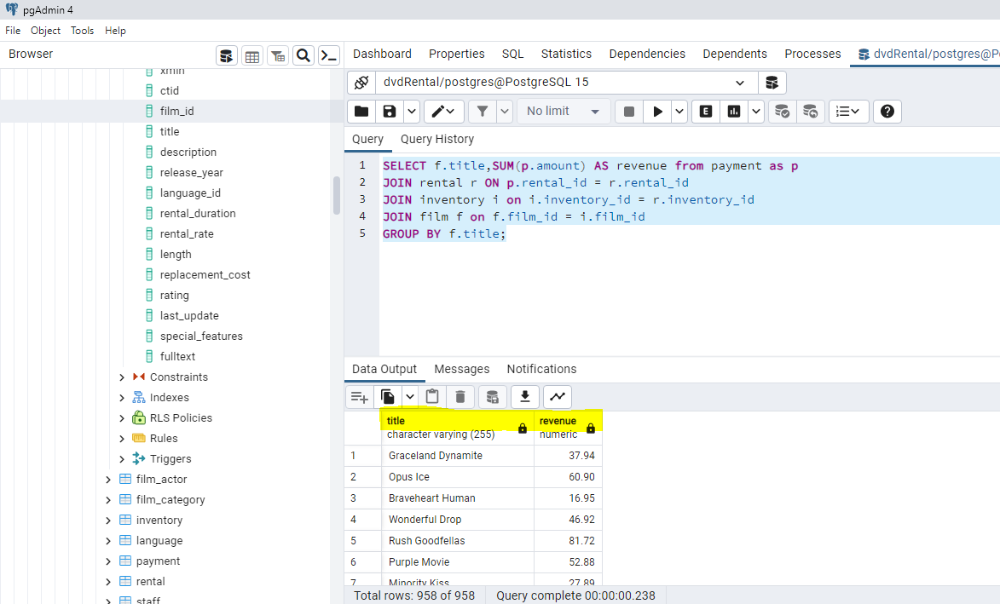 pgAdmin 4
File Object Tools Help
Browser
xmin
ctid
film_id
title
description
release_year
language_id
rental_duration
rental_rate
length
replacement_cost
rating
last_update
special_features
fulltext
Constraints
Indexes
RLS Policies
Rules
Triggers
film_actor
film_category
inventory
language
payment
rental
staff
Dashboard Properties SQL Statistics Dependencies Dependents Processes dvdRental/postgres@P
dvdRental/postgres@PostgreSQL 15
No limit E
Query Query History
1 SELECT f.title,SUM(p.amount) AS revenue from payment as p
2 JOIN rental r ON p.rental_id = r.rental_id
3 JOIN inventory i on i.inventory_id = r.inventory_id
4 JOIN film f on f.film_id = i.film_id
5 GROUP BY f.title;
Data Output Messages Notifications
title revenue
character varying (255) numeric
1 Graceland Dynamite 37.94
2 Opus Ice 60.90
3 Braveheart Human 16.95
4 Wonderful Drop 46.92
5 Rush Goodfellas 81.72
6 Purple Movie 52.88
7 Minority Kiss 27.89
Total rows: 958 of 958 Query complete 00:00:00.238